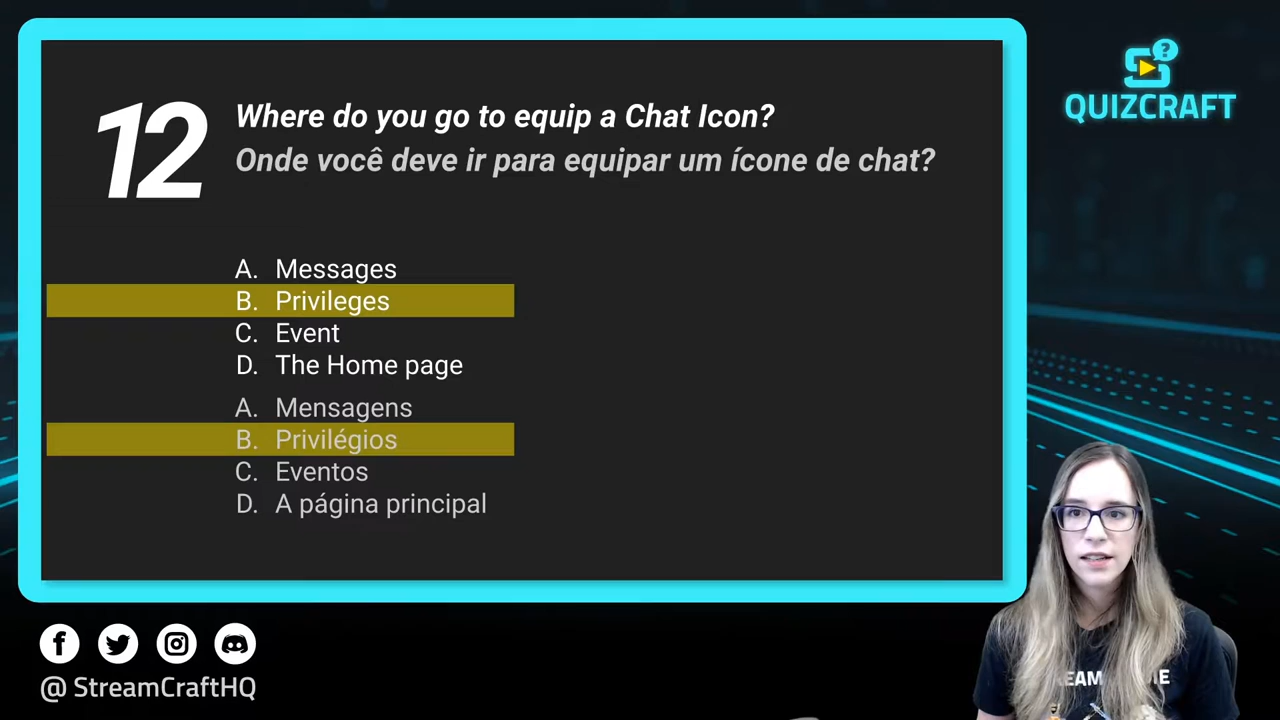 12
Where do you go to equip a Chat Icon?
Onde você deve ir para equipar um ícone de chat?
A. Messages
B. Privileges
C. Event
D. The Home page
A. Mensagens
B. Privilégios
C. Eventos
D. A página principal
?
QUIZCRAFT
@ StreamCraftHQ